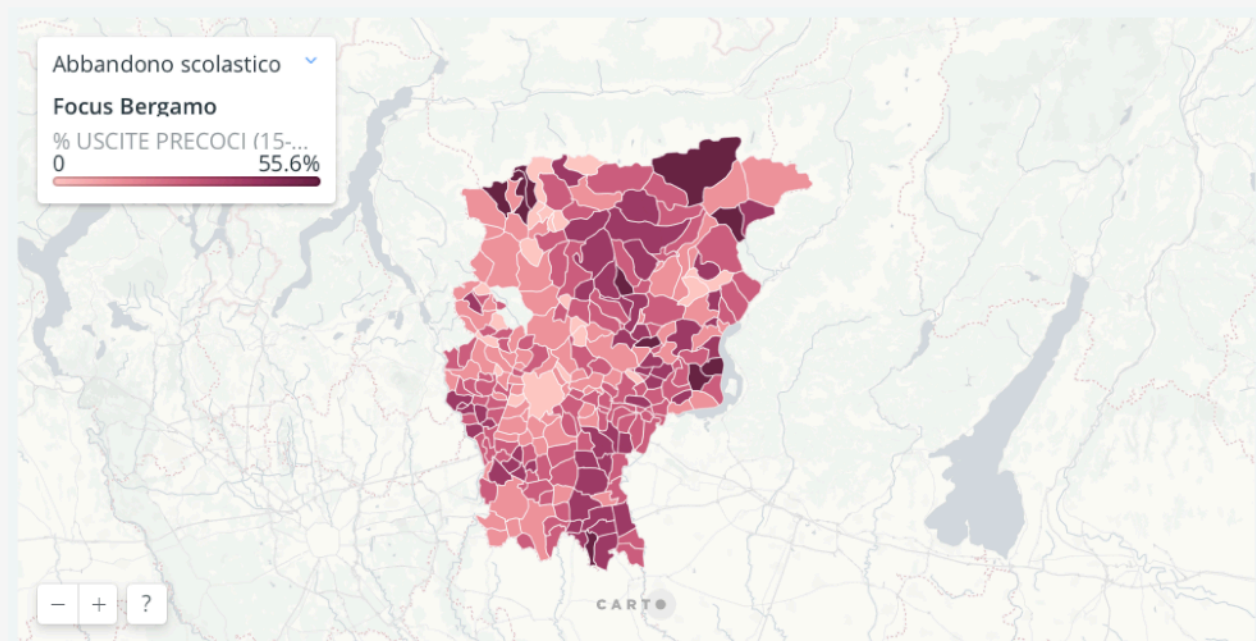 Abbandono scolastico
Focus Bergamo
% USCITE PRECOCI (15-...
0 55.6%
− + ?
CARTO